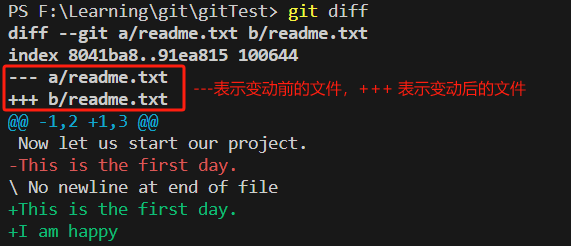 PS F:\Learning\git\gitTest> git diff
diff --git a/readme.txt b/readme.txt
index 8041ba8..91ea815 100644
--- a/readme.txt
+++ b/readme.txt
---表示变动前的文件，+++ 表示变动后的文件
@@ -1,2 +1,3 @@
 Now let us start our project.
-This is the first day.
\ No newline at end of file
+This is the first day.
+I am happy